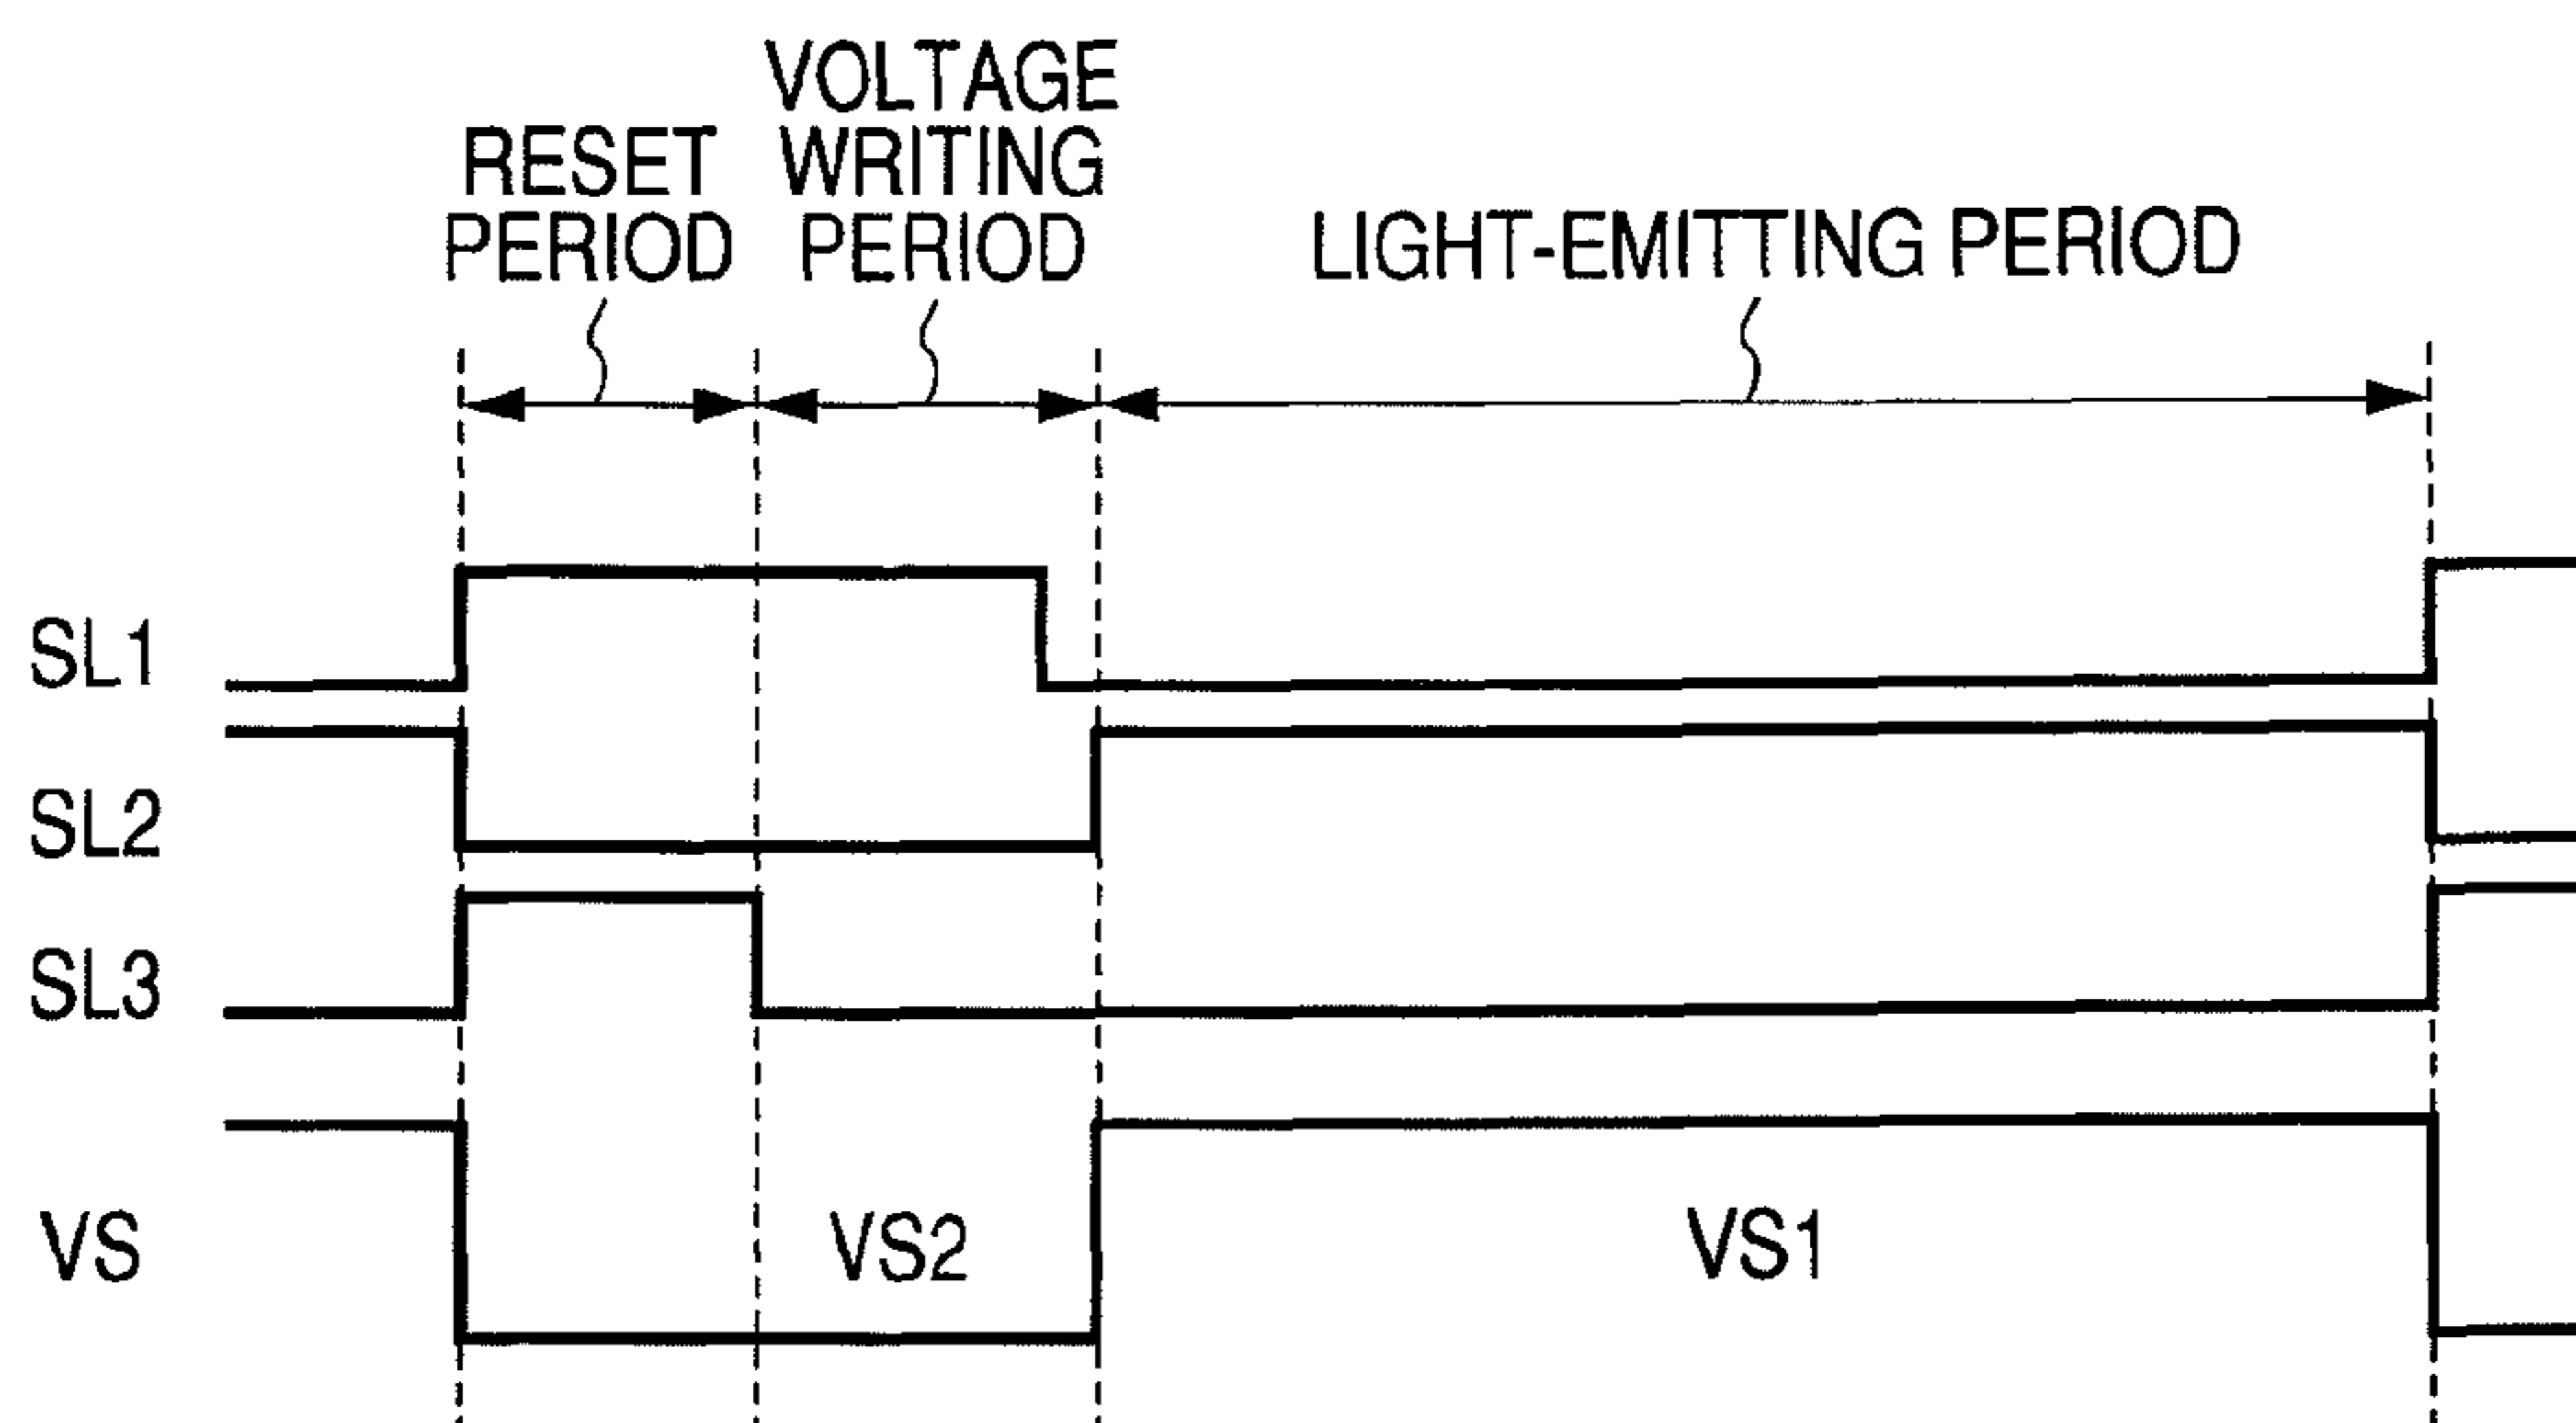 RESET
PERIOD
VOLTAGE
WRITING
PERIOD
LIGHT-EMITTING PERIOD
SL1
SL2
SL3
VS
VS2
VS1